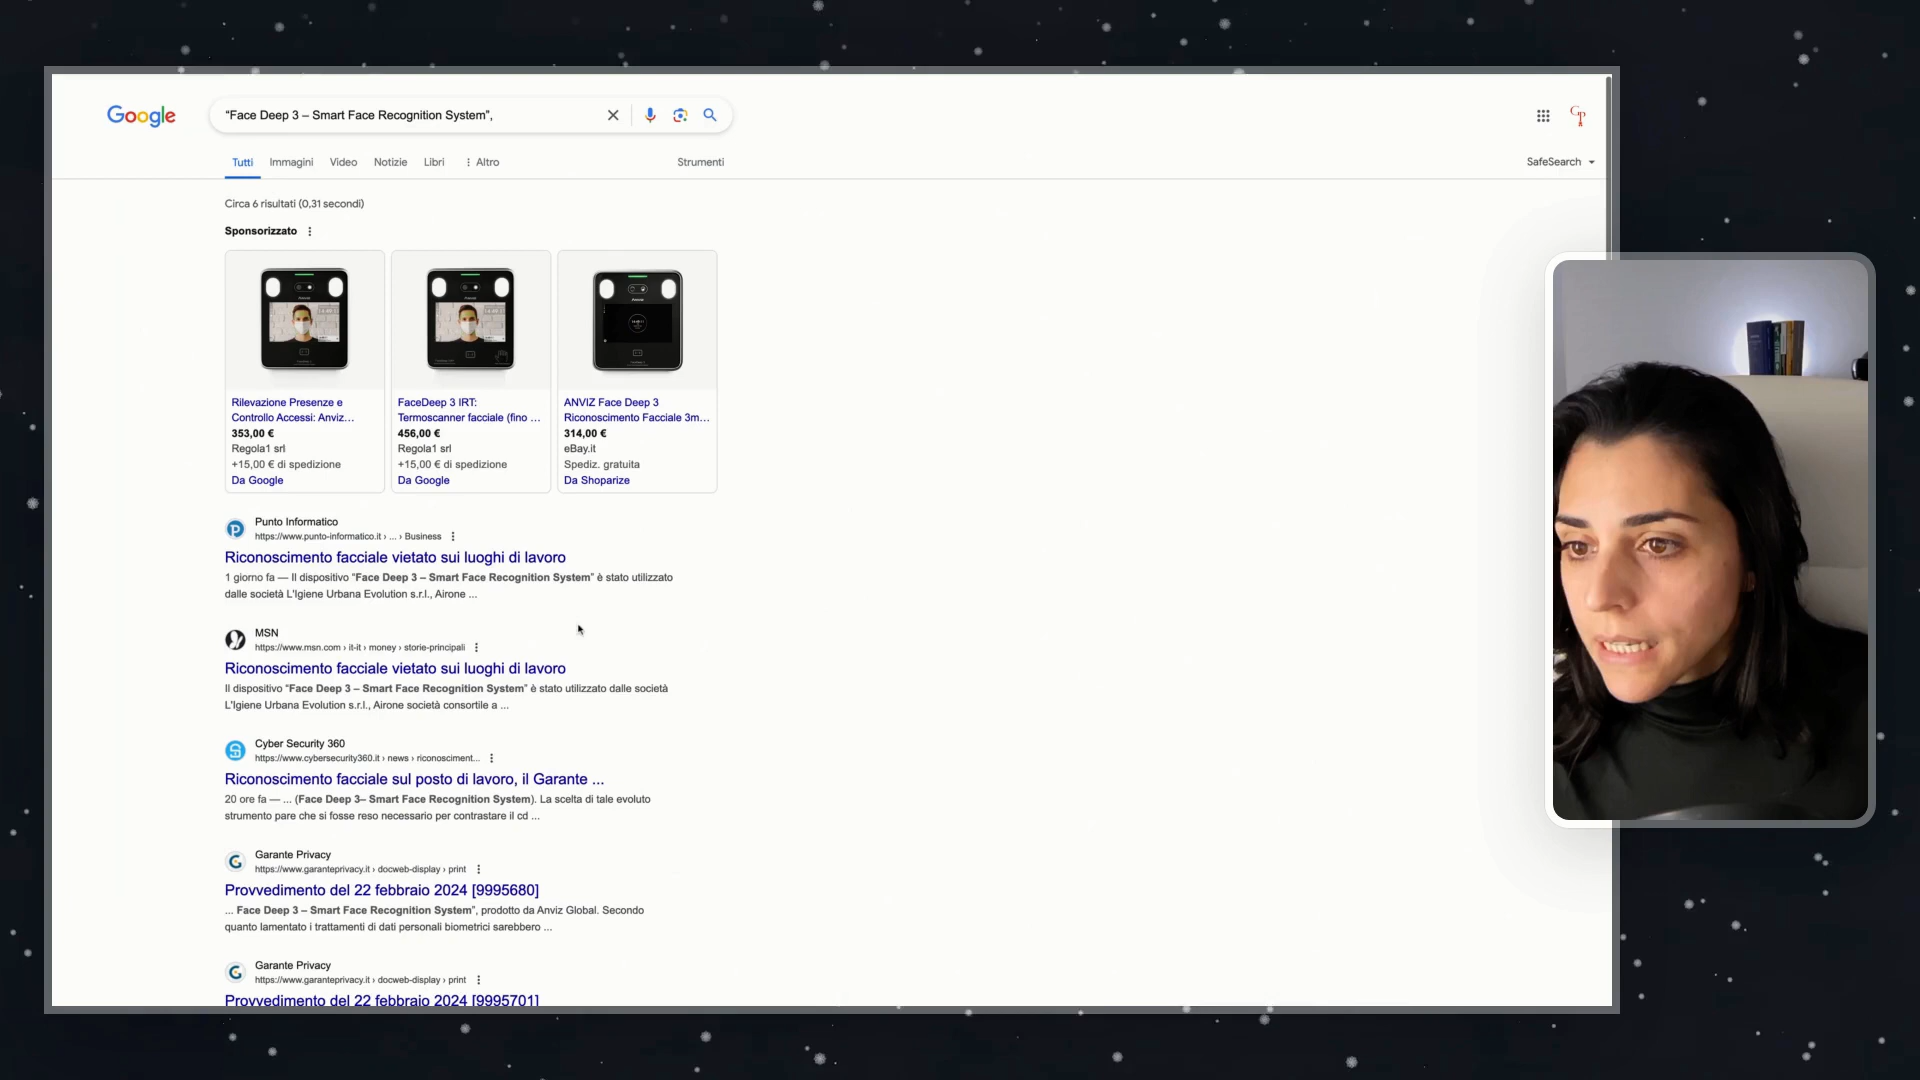 Google
“Face Deep 3 – Smart Face Recognition System”,
Tutti
Immagini
Video
Notizie
Libri
Altro
Strumenti
SafeSearch
Circa 6 risultati (0,31 secondi)
Sponsorizzato
Rilevazione Presenze e
Controllo Accessi: Anviz...
353,00 €
Regola1 srl
+15,00 € di spedizione
Da Google
FaceDeep 3 IRT:
Termoscanner facciale (fino ...
456,00 €
Regola1 srl
+15,00 € di spedizione
Da Google
ANVIZ Face Deep 3
Riconoscimento Facciale 3m...
314,00 €
eBay.it
Spediz. gratuita
Da Shoparize
Punto Informatico
https://www.punto-informatico.it › ... › Business
Riconoscimento facciale vietato sui luoghi di lavoro
1 giorno fa — Il dispositivo “Face Deep 3 – Smart Face Recognition System” è stato utilizzato
dalle società L'Igiene Urbana Evolution s.r.l., Airone ...
MSN
https://www.msn.com › it-it › money › storie-principali
Riconoscimento facciale vietato sui luoghi di lavoro
Il dispositivo “Face Deep 3 – Smart Face Recognition System” è stato utilizzato dalle società
L'Igiene Urbana Evolution s.r.l., Airone società consortile a ...
Cyber Security 360
https://www.cybersecurity360.it › news › riconosciment...
Riconoscimento facciale sul posto di lavoro, il Garante ...
20 ore fa — ... (Face Deep 3– Smart Face Recognition System). La scelta di tale evoluto
strumento pare che si fosse reso necessario per contrastare il cd ...
Garante Privacy
https://www.garanteprivacy.it › docweb-display › print
Provvedimento del 22 febbraio 2024 [9995680]
... Face Deep 3 – Smart Face Recognition System”, prodotto da Anviz Global. Secondo
quanto lamentato i trattamenti di dati personali biometrici sarebbero ...
Garante Privacy
https://www.garanteprivacy.it › docweb-display › print
Provvedimento del 22 febbraio 2024 [9995701]